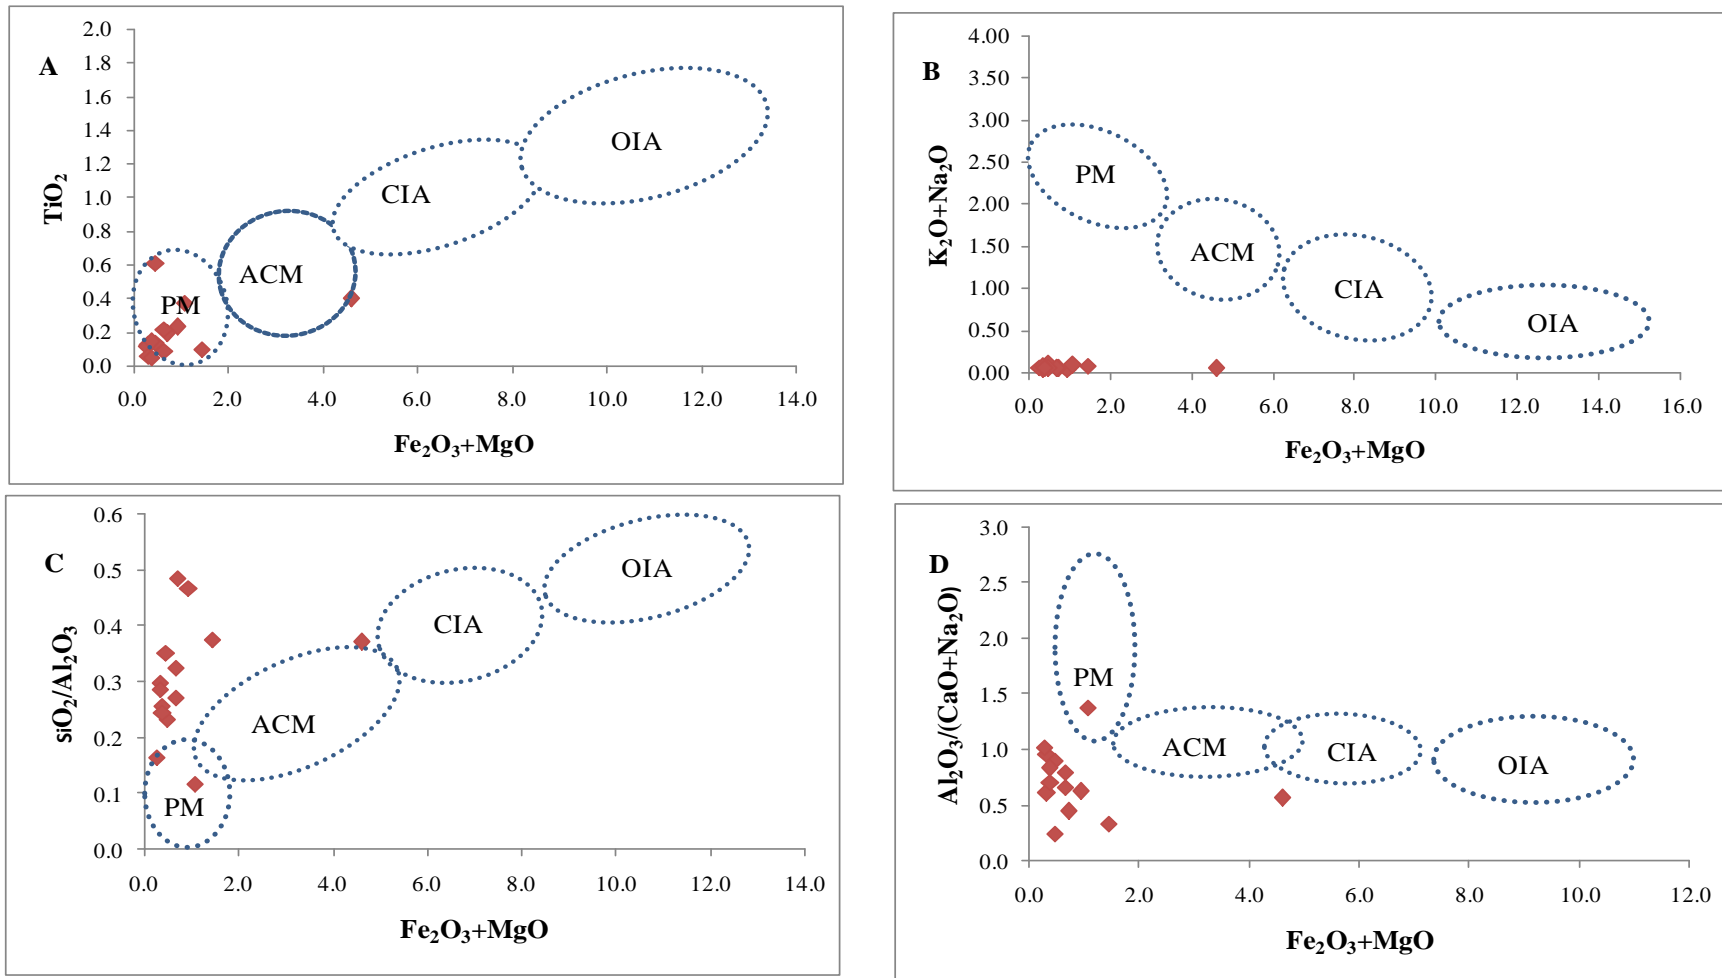 A
TiO₂
2.0
1.8
1.6
1.4
1.2
1.0
0.8
0.6
0.4
0.2
0.0
OIA
CIA
ACM
PM
0.0 2.0 4.0 6.0 8.0 10.0 12.0 14.0
Fe₂O₃+MgO
B
K₂O+Na₂O
4.00
3.50
3.00
2.50
2.00
1.50
1.00
0.50
0.00
PM
ACM
CIA
OIA
0.0 2.0 4.0 6.0 8.0 10.0 12.0 14.0 16.0
Fe₂O₃+MgO
C
SiO₂/Al₂O₃
0.6
0.5
0.4
0.3
0.2
0.1
0.0
OIA
CIA
ACM
PM
0.0 2.0 4.0 6.0 8.0 10.0 12.0 14.0
Fe₂O₃+MgO
D
Al₂O₃/(CaO+Na₂O)
3.0
2.5
2.0
1.5
1.0
0.5
0.0
PM
ACM
CIA
OIA
0.0 2.0 4.0 6.0 8.0 10.0 12.0
Fe₂O₃+MgO